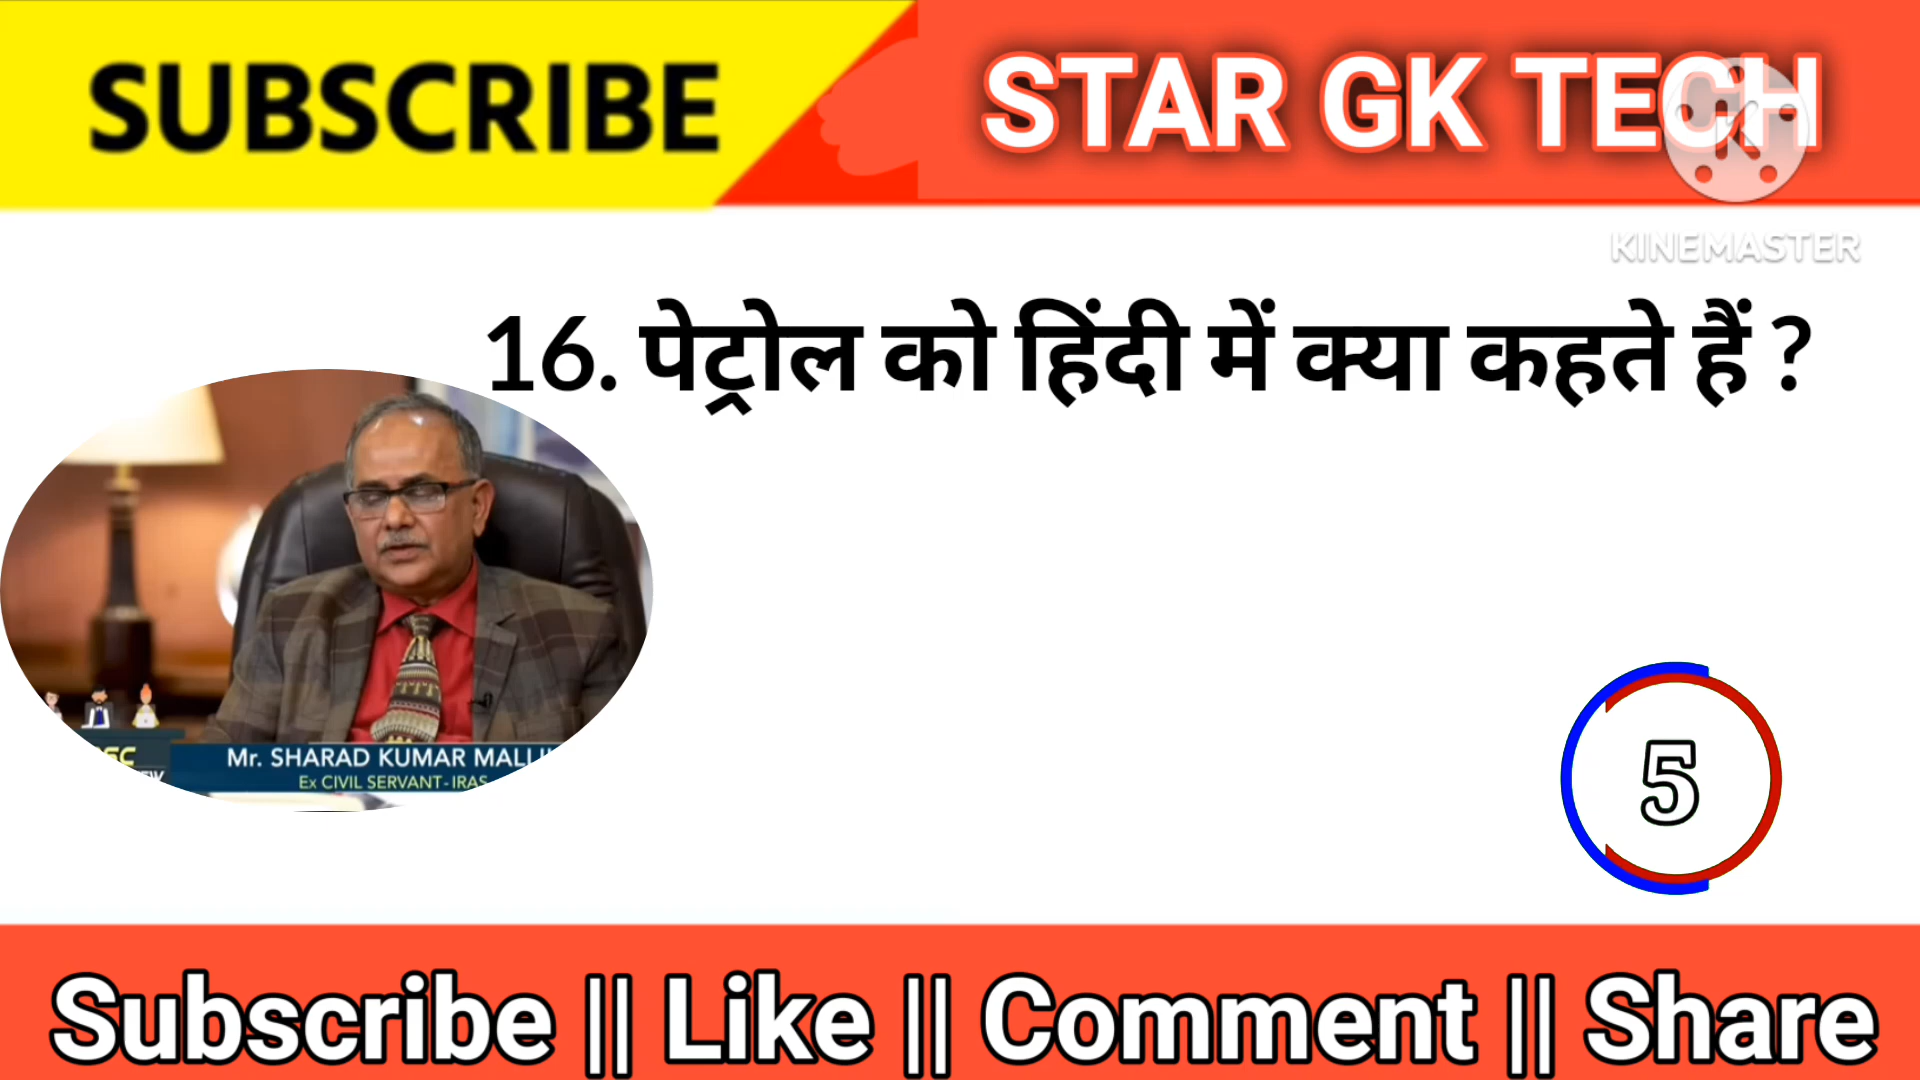 SUBSCRIBE
STAR GK TECH
KINEMASTER
16. पेट्रोल को हिंदी में क्या कहते हैं ?
Mr. SHARAD KUMAR
Ex CIVIL SERVANT-IRAS
5
Subscribe || Like || Comment || Share